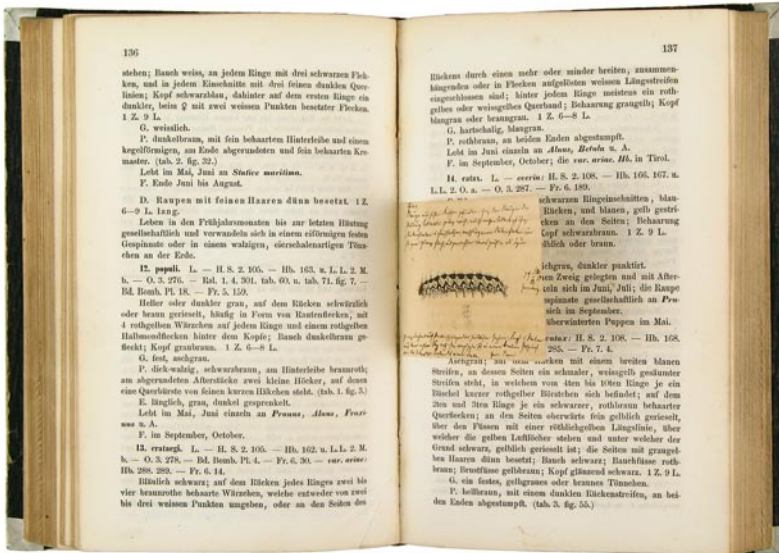 136
stehen; Bauch weiss, an jedem Ringe mit drei schwarzen Flek-
ken, und in jedem Einschnitte mit drei feinen dunklen Quer-
linien; Kopf schwarzblau, dahinter auf dem ersten Ringe ein
dunkler, beim ♀ mit zwei weissen Punkten besetzter Flecken.
1 Z. 9 L.
G. weisslich.
P. dunkelbraun, mit fein behaartem Hinterleibe und einem
kegelförmigen, am Ende abgerundeten und fein behaarten Kre-
master. (tab. 2. fig. 32.)
Lebt im Mai, Juni an Statice maritima.
F. Ende Juni bis August.
D. Raupen mit feinen Haaren dünn besetzt. 1 Z.
6—9 L. lang.
Leben in den Frühjahrsmonaten bis zur letzten Häutung
gesellschaftlich und verwandeln sich in einem eiförmigen festen
Gespinnste oder in einem walzigen, eierschalenartigen Tönn-
chen an der Erde.
12. populi. L. — H. S. 2. 105. — Hb. 163. u. L. L. 2. M.
b. — O. 3. 276. — Rsl. 1. 4. 301. tab. 60. u. tab. 71. fig. 7. —
Bd. Bomb. Pl. 18. — Fr. 5. 159.
Heller oder dunkler grau, auf dem Rücken schwärzlich
oder braun gerieselt, häufig in Form von Rautenflecken, mit
4 rothgelben Würzchen auf jedem Ringe und einem rothgelben
Halbmondflecken hinter dem Kopfe; Bauch dunkelbraun ge-
fleckt; Kopf graubraun. 1 Z. 6—8 L.
G. fest, aschgrau.
P. dick-walzig, schwarzbraun, am Hinterleibe braunroth;
am abgerundeten Afterstücke zwei kleine Höcker, auf denen
eine Querbürste von feinen kurzen Häkchen steht. (tab. 1. fig. 5.)
E. länglich, grau, dunkel gesprenkelt.
Lebt im Mai, Juni einzeln an Prunus, Alnus, Fraxi-
nus u. A.
F. im September, October.
13. crataegi. L. — H. S. 2. 105. — Hb. 162. u. L. L. 2. M.
b. — O. 3. 278. — Bd. Bomb. Pl. 4. — Fr. 6. 30. — var. ariae:
Hb. 288. 289. — Fr. 6. 14.
Bläulich schwarz; auf dem Rücken jedes Ringes zwei bis
vier braunrothe behaarte Wärzchen, welche entweder von zwei
bis drei weissen Punkten umgeben, oder an den Seiten des
137
Rückens durch einen mehr oder minder breiten, zusammen-
hängenden oder in Flecken aufgelösten weissen Längsstreifen
eingeschlossen sind; hinter jedem Ringe meistens ein roth-
gelbes oder weissgelbes Querband; Behaarung graugelb; Kopf
blaugrau oder braungrau. 1 Z. 6—8 L.
G. hartschalig, blaugrau.
P. rothbraun, an beiden Enden abgestumpft.
Lebt im Juni einzeln an Alnus, Betula u. A.
F. im September, October; die var. ariae. Hb. in Tirol.
14. catax. L. — everia: H. S. 2. 108. — Hb. 166. 167. u.
L. L. 2. O. a. — O. 3. 287. — Fr. 6. 189.
schwarzen Ringeinschnitten, blau-
Rücken, und blauen, gelb gestri-
ecken an den Seiten; Behaarung
Kopf schwarzbraun. 1 Z. 9 L.
lblich oder braun.
ichgrau, dunkler punktirt.
nen Zweig gelegten und mit After-
eln sich im Juni, Juli; die Raupe
espinnste gesellschaftlich an Pru-
sich im September.
überwinterten Puppen im Mai.
catax: H. S. 2. 108. — Hb. 168.
285. — Fr. 7. 4.
Aschgrau; auf dem Rücken mit einem breiten blauen
Streifen, an dessen Seiten ein schmaler, weissgelb gesäumter
Streifen steht, in welchem vom 4ten bis 10ten Ringe je ein
Büschel kurzer rothgelber Börstchen sich befindet; auf dem
2ten und 3ten Ringe je ein schwarzer, rothbraun behaarter
Querflecken; an den Seiten oberwärts fein gelblich gerieselt,
über den Füssen mit einer röthlichgelben Längslinie, über
welcher die gelben Luftlöcher stehen und unter welcher der
Grund schwarz, gelblich gerieselt ist; die Seiten mit graugel-
ben Haaren dünn besetzt; Bauch schwarz; Bauchfüsse roth-
braun; Brustfüsse gelbbraun; Kopf glänzend schwarz. 1 Z. 9 L.
G. ein festes, gelbgraues oder braunes Tönnchen.
P. hellbraun, mit einem dunklen Rückenstreifen, an bei-
den Enden abgestumpft. (tab. 3. fig. 55.)